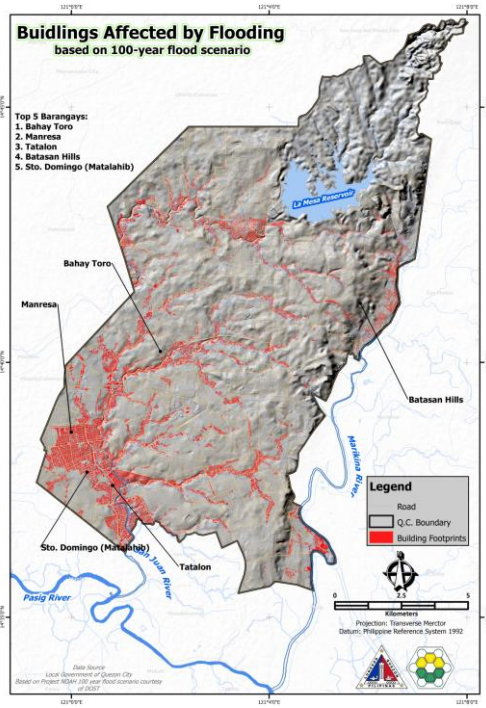 Buidlings Affected by Flooding
based on 100-year flood scenario
Top 5 Barangays:
1. Bahay Toro
2. Manresa
3. Tatalon
4. Batasan Hills
5. Sto. Domingo (Matalahib)
La Mesa Reservoir
Bahay Toro
Manresa
Batasan Hills
Marikina River
Sto. Domingo (Matalahib)
Tatalon
San Juan River
Pasig River
Legend
Road
Q.C. Boundary
Building Footprints
0 2.5 5
Kilometers
Projection: Transverse Merctor
Datum: Philippine Reference System 1992
Data Source
Local Government of Quezon City
Based on Project NOAH 100 year flood scenario courtesy
of DOST
PILIPINAS